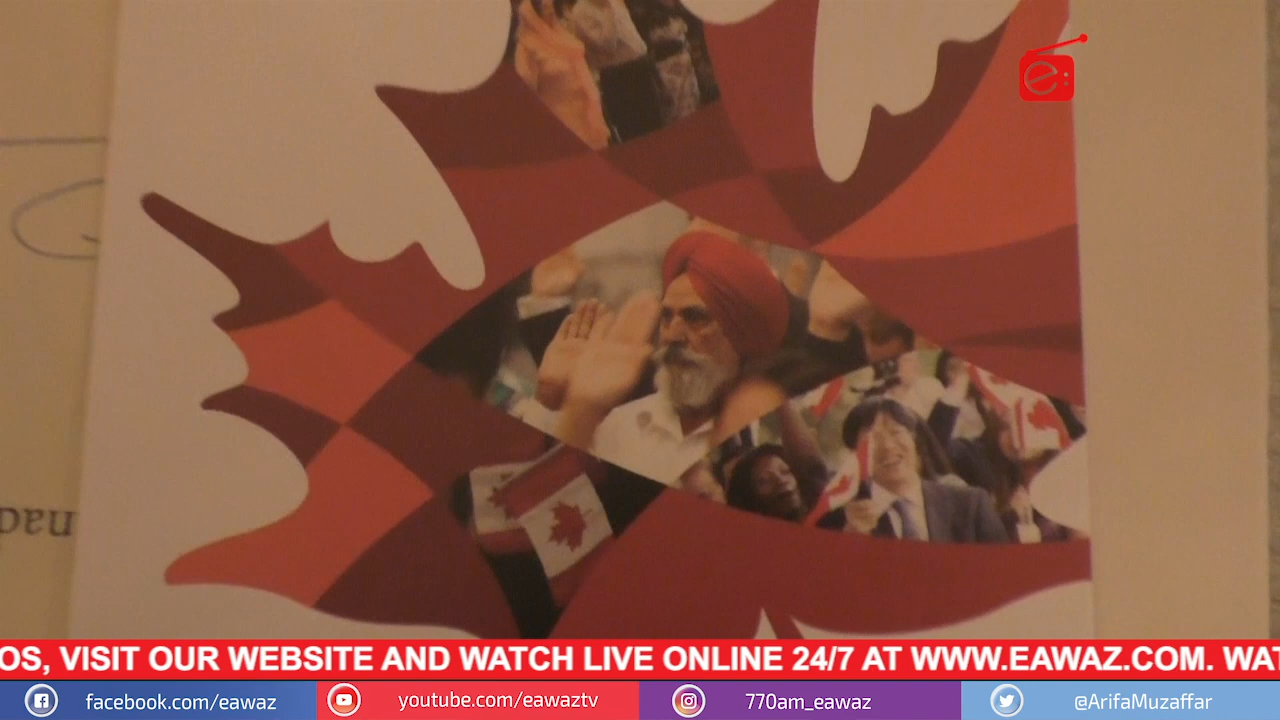 OS, VISIT OUR WEBSITE AND WATCH LIVE ONLINE 24/7 AT WWW.EAWAZ.COM. WAT
facebook.com/eawaz
youtube.com/eawaztv
770am_eawaz
@ArifaMuzaffar